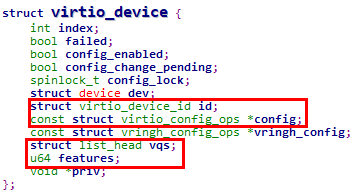 struct virtio_device {
int index;
bool failed;
bool config_enabled;
bool config_change_pending;
spinlock_t config_lock;
struct device dev;
struct virtio_device_id id;
const struct virtio_config_ops *config;
const struct vringh_config_ops *vringh_config;
struct list_head vqs;
u64 features;
void *priv;
};